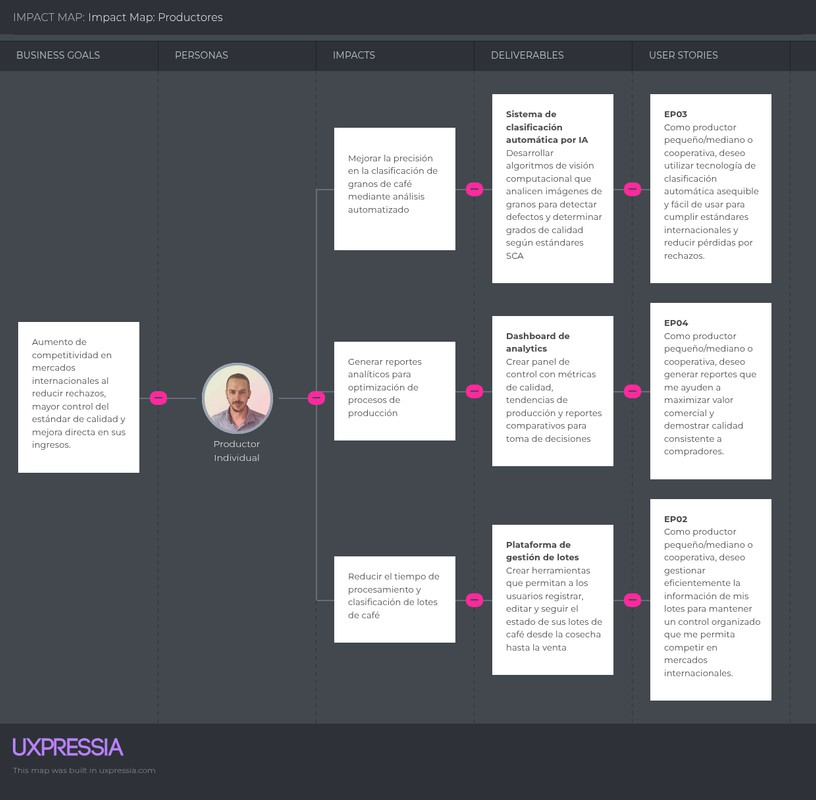 IMPACT MAP: Impact Map: Productores
BUSINESS GOALS
PERSONAS
IMPACTS
DELIVERABLES
USER STORIES
Aumento de
competitividad en
mercados
internacionales al
reducir rechazos,
mayor control del
estándar de calidad y
mejora directa en sus
ingresos.
Productor
Individual
Mejorar la precisión
en la clasificación de
granos de café
mediante análisis
automatizado
Sistema de
clasificación
automática por IA
Desarrollar
algoritmos de visión
computacional que
analicen imágenes de
granos para detectar
defectos y determinar
grados de calidad
según estándares
SCA
EP03
Como productor
pequeño/mediano o
cooperativa, deseo
utilizar tecnología de
clasificación
automática asequible
y fácil de usar para
cumplir estándares
internacionales y
reducir pérdidas por
rechazos.
Generar reportes
analíticos para
optimización de
procesos de
producción
Dashboard de
analytics
Crear panel de
control con métricas
de calidad,
tendencias de
producción y reportes
comparativos para
toma de decisiones
EP04
Como productor
pequeño/mediano o
cooperativa, deseo
generar reportes que
me ayuden a
maximizar valor
comercial y
demostrar calidad
consistente a
compradores.
Reducir el tiempo de
procesamiento y
clasificación de lotes
de café
Plataforma de
gestión de lotes
Crear herramientas
que permitan a los
usuarios registrar,
editar y seguir el
estado de sus lotes de
café desde la cosecha
hasta la venta
EP02
Como productor
pequeño/mediano o
cooperativa, deseo
gestionar
eficientemente la
información de mis
lotes para mantener
un control organizado
que me permita
competir en
mercados
internacionales.
UXPRESSIA
This map was built in uxpressia.com